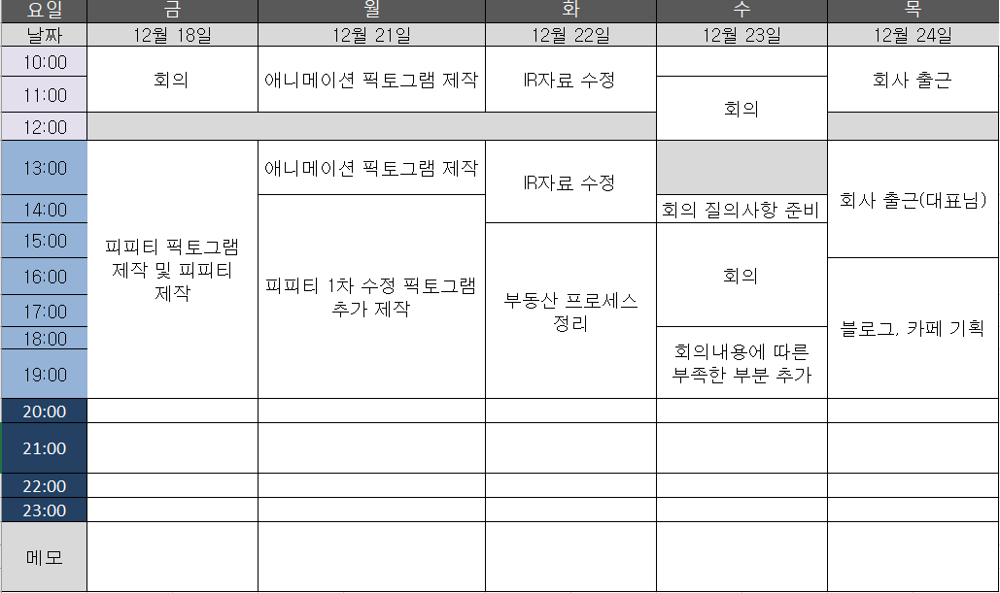 요일 금 월 화 수 목
날짜 12월 18일 12월 21일 12월 22일 12월 23일 12월 24일
10:00
회의 애니메이션 픽토그램 제작 IR자료 수정 회사 출근
11:00
회의
12:00
13:00 애니메이션 픽토그램 제작
IR자료 수정
회사 출근(대표님)
14:00 회의 질의사항 준비
15:00
피피티 픽토그램
제작 및 피피티
제작
16:00 회의
피피티 1차 수정 픽토그램
추가 제작
부동산 프로세스
정리
17:00
블로그, 카페 기획
18:00
회의내용에 따른
부족한 부분 추가
19:00
20:00
21:00
22:00
23:00
메모